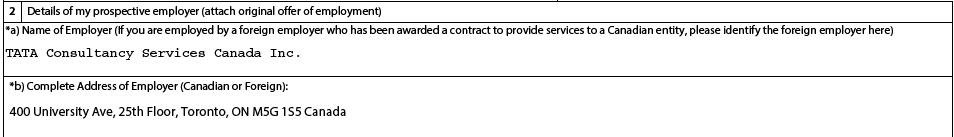 2 Details of my prospective employer (attach original offer of employment)
*a) Name of Employer (If you are employed by a foreign employer who has been awarded a contract to provide services to a Canadian entity, please identify the foreign employer here)
TATA Consultancy Services Canada Inc.
*b) Complete Address of Employer (Canadian or Foreign):
400 University Ave, 25th Floor, Toronto, ON M5G 1S5 Canada